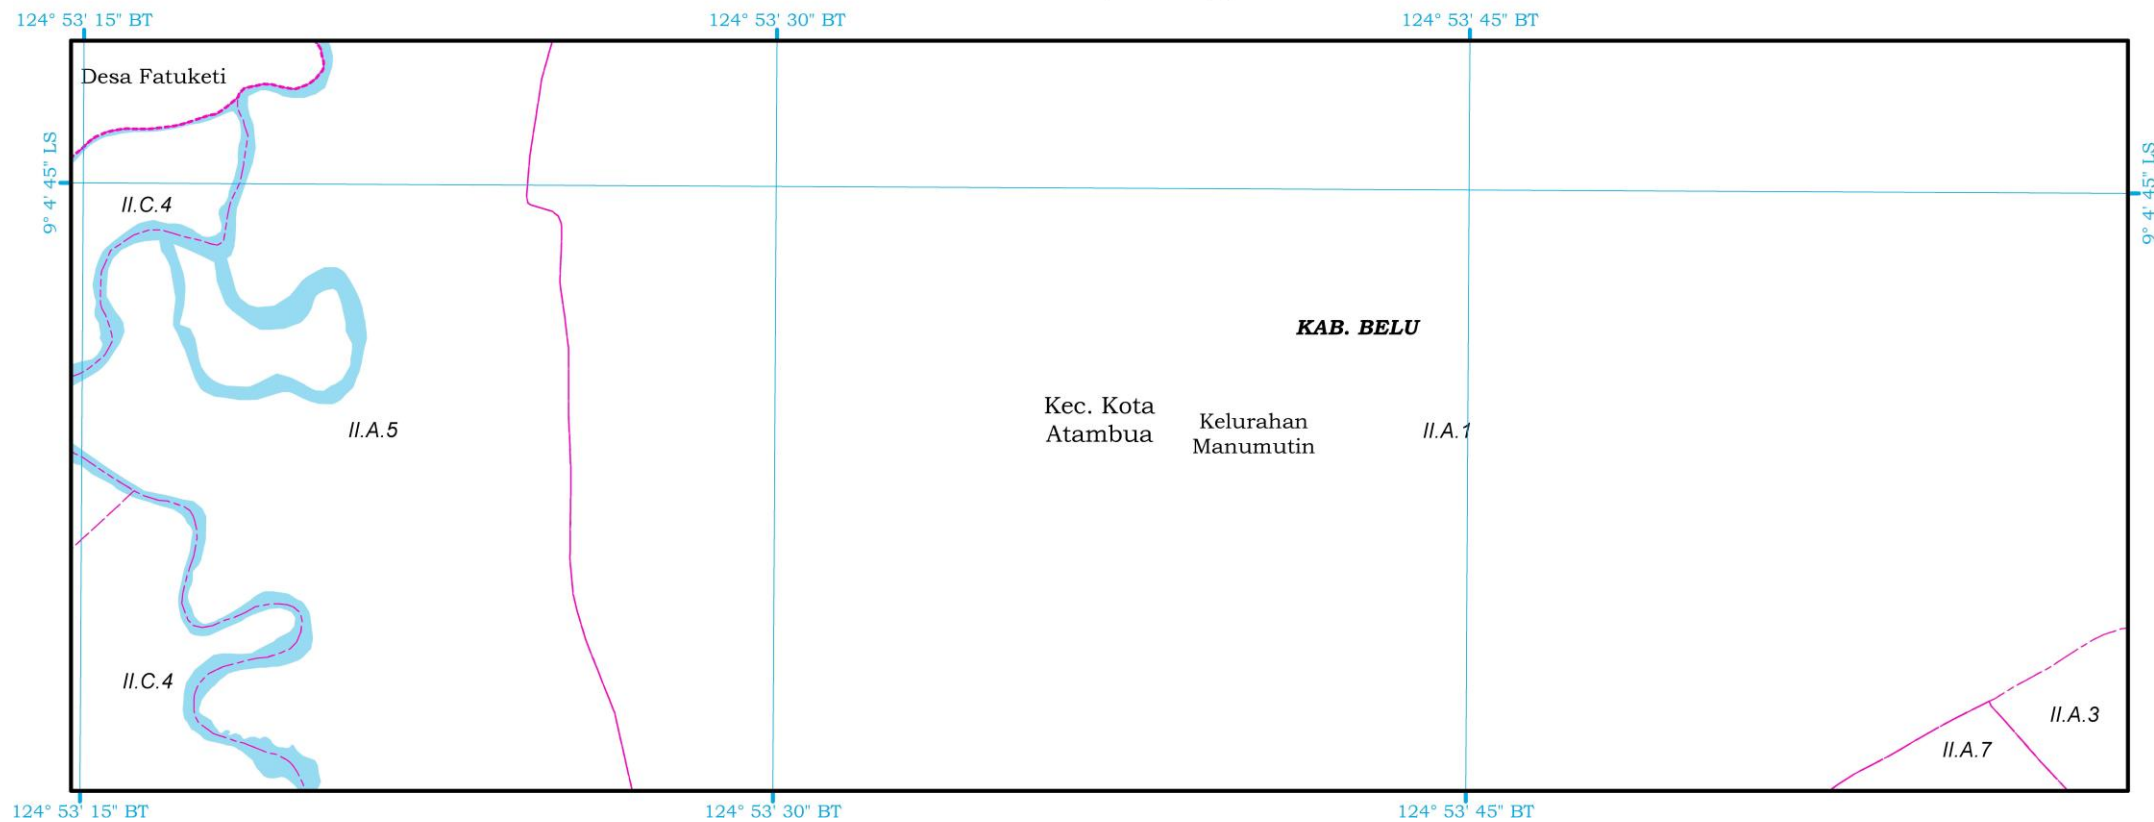 124° 53' 15" BT
124° 53' 30" BT
124° 53' 45" BT
Desa Fatuketi
9° 4' 45" LS
9° 4' 45" LS
II.C.4
KAB. BELU
Kec. Kota
Atambua
Kelurahan
Manumutin
II.A.5
II.A.1
II.C.4
II.A.3
II.A.7
124° 53' 15" BT
124° 53' 30" BT
124° 53' 45" BT